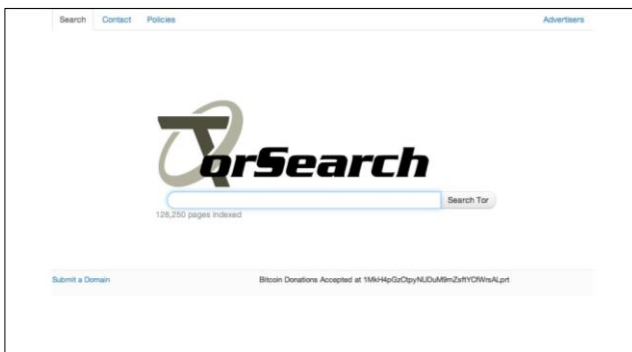 Search Contact Policies Advertisers
TorSearch
Search Tor
128,250 pages indexed
Submit a Domain Bitcoin Donations Accepted at